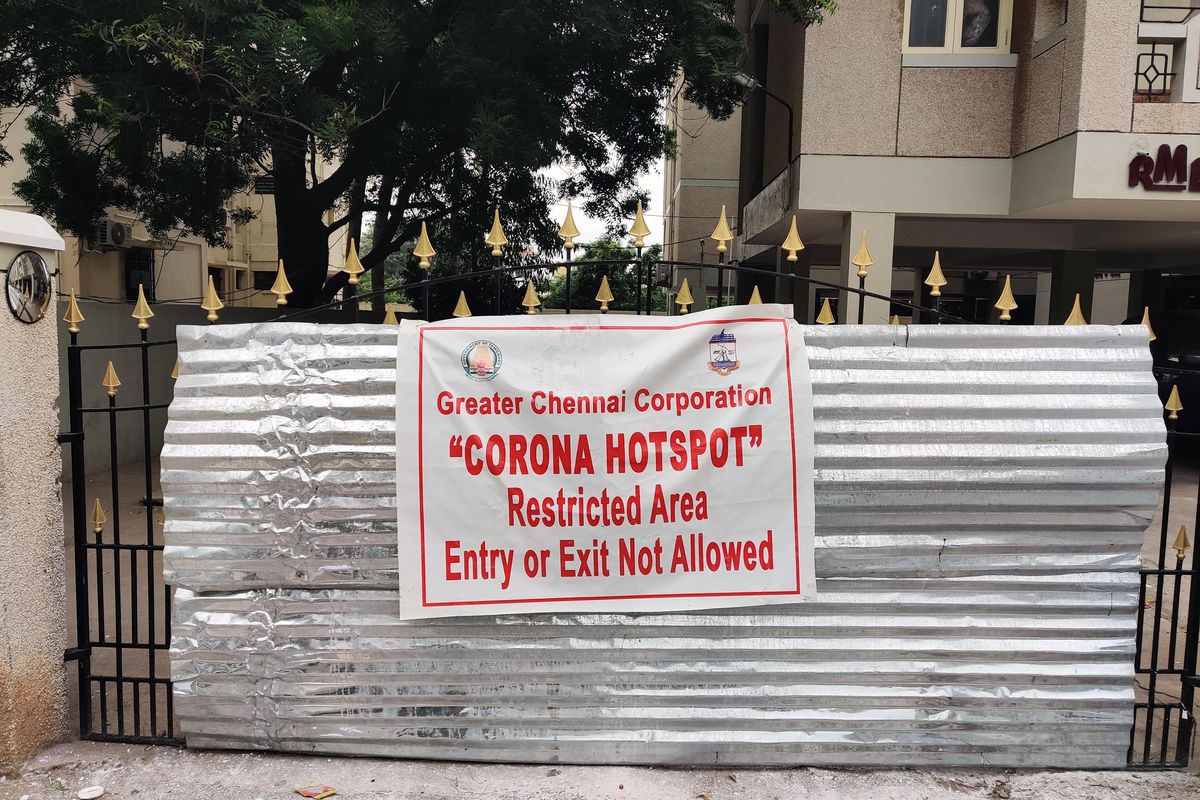 Greater Chennai Corporation
“CORONA HOTSPOT”
Restricted Area
Entry or Exit Not Allowed